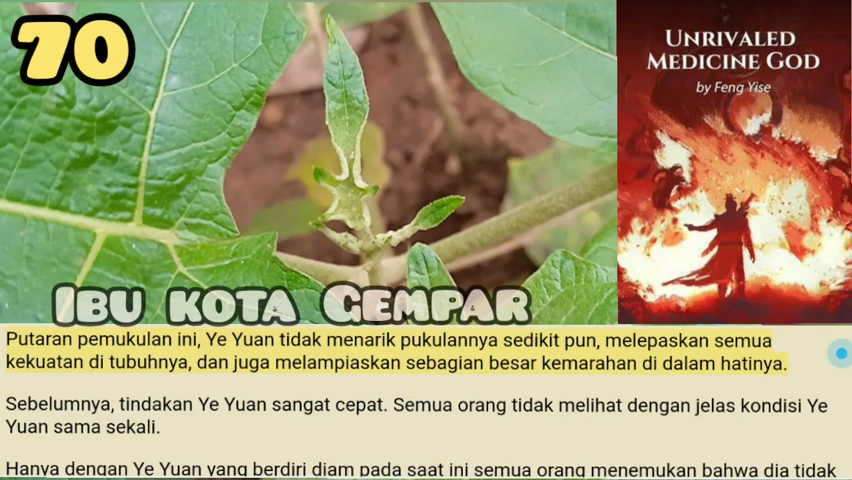 70
UNRIVALED
MEDICINE GOD
by Feng Yise
IBU KOTA GEMPAR
Putaran pemukulan ini, Ye Yuan tidak menarik pukulannya sedikit pun, melepaskan semua
kekuatan di tubuhnya, dan juga melampiaskan sebagian besar kemarahan di dalam hatinya.
Sebelumnya, tindakan Ye Yuan sangat cepat. Semua orang tidak melihat dengan jelas kondisi Ye
Yuan sama sekali.
Hanya dengan Ye Yuan yang berdiri diam pada saat ini semua orang menemukan bahwa dia tidak